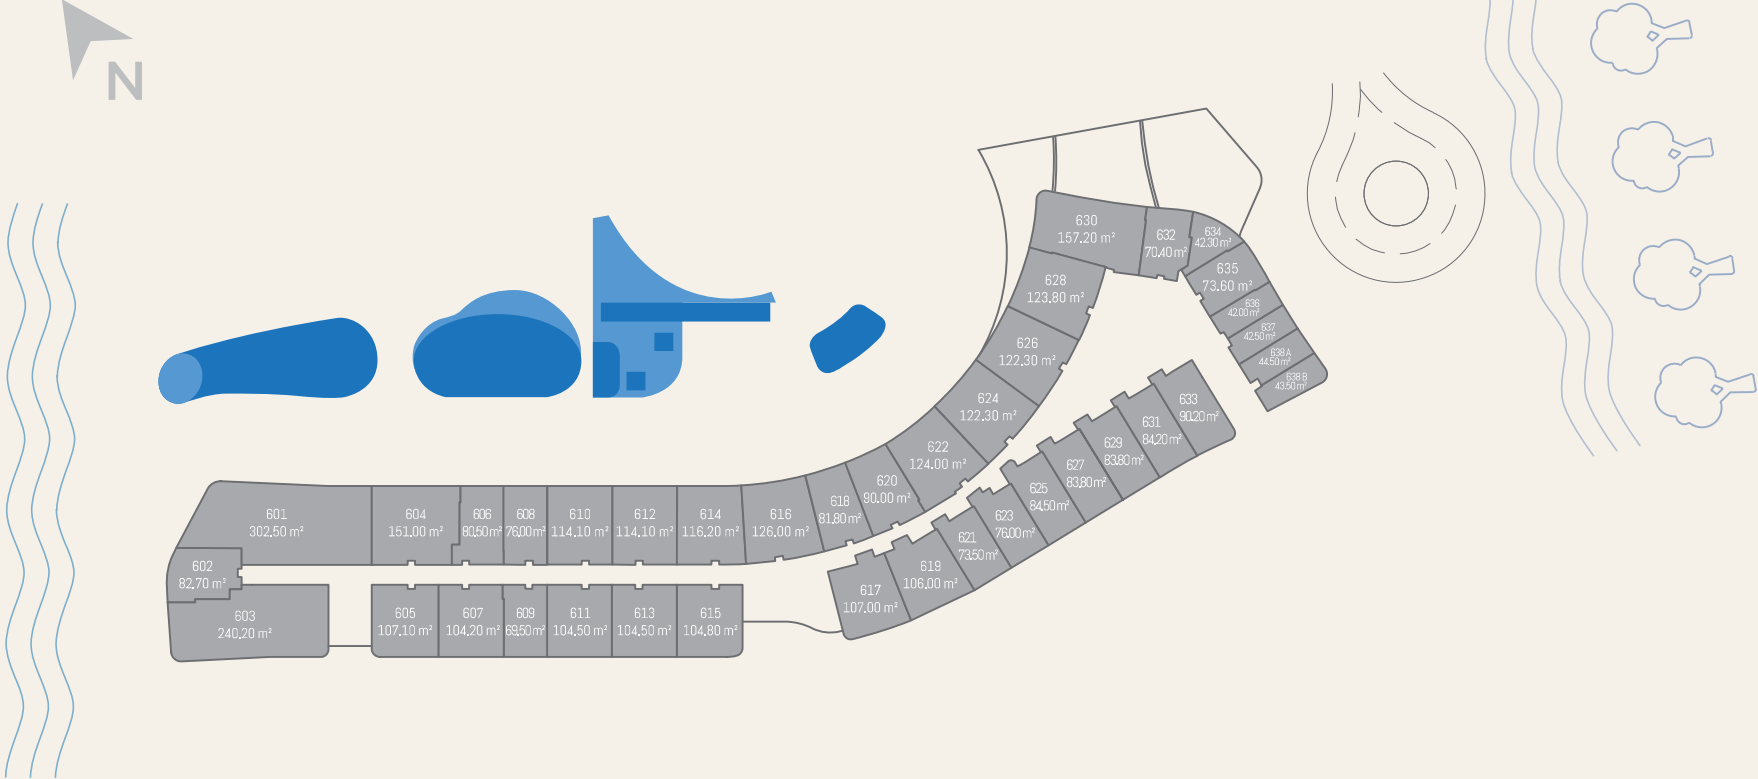 N
630
157.20 m²
632
70.40 m²
634
42.30 m²
635
73.60 m²
628
123.80 m²
636
42.00 m²
637
42.50 m²
638 A
44.50 m²
638 B
43.50 m²
626
122.30 m²
624
122.30 m²
633
90.20 m²
631
84.20 m²
629
83.80 m²
627
83.80 m²
625
84.50 m²
623
76.00 m²
621
73.50 m²
619
106.00 m²
617
107.00 m²
622
124.00 m²
620
90.00 m²
618
81.80 m²
601
302.50 m²
604
151.00 m²
606
80.50 m²
608
76.00 m²
610
114.10 m²
612
114.10 m²
614
116.20 m²
616
126.00 m²
602
82.70 m²
603
240.20 m²
605
107.10 m²
607
104.20 m²
609
69.50 m²
611
104.50 m²
613
104.50 m²
615
104.80 m²